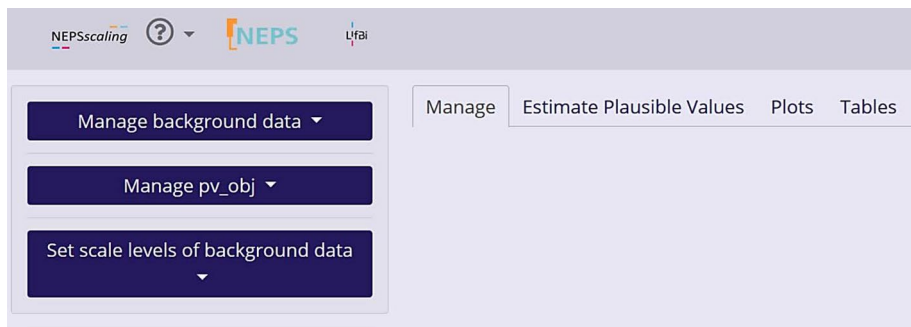 NEPSscaling ? NEPS LIfBi
Manage background data
Manage Estimate Plausible Values Plots Tables
Manage pv_obj
Set scale levels of background data